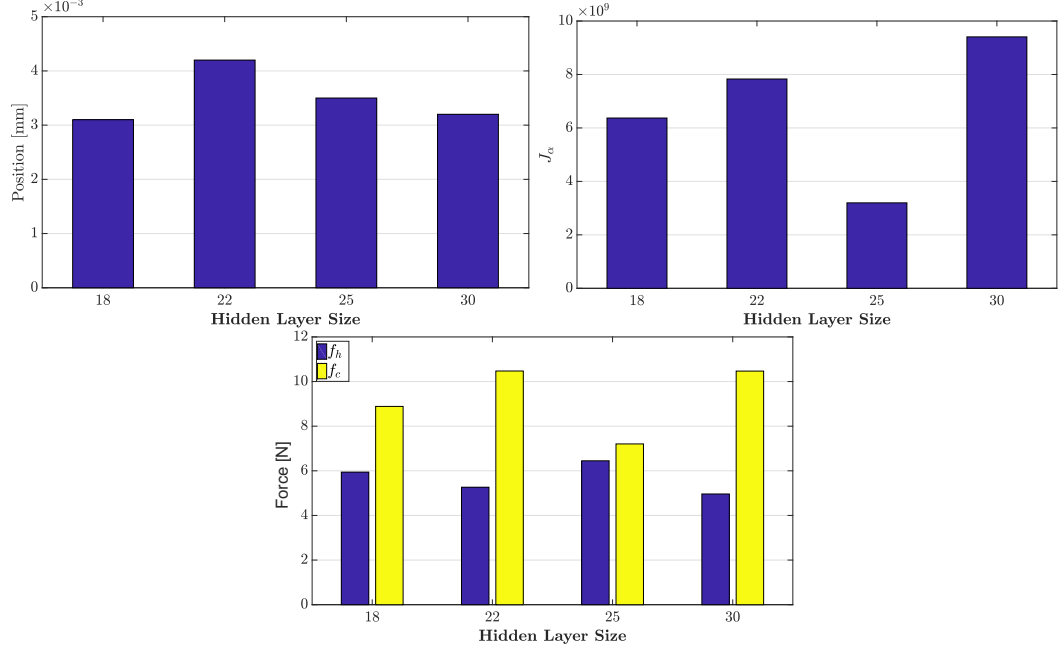 ×10⁻³
5
4
3
2
1
0
Position [mm]
18 22 25 30
Hidden Layer Size
×10⁹
10
8
6
4
2
0
J_α
18 22 25 30
Hidden Layer Size
12
10
8
6
4
2
0
Force [N]
f_h
f_c
18 22 25 30
Hidden Layer Size